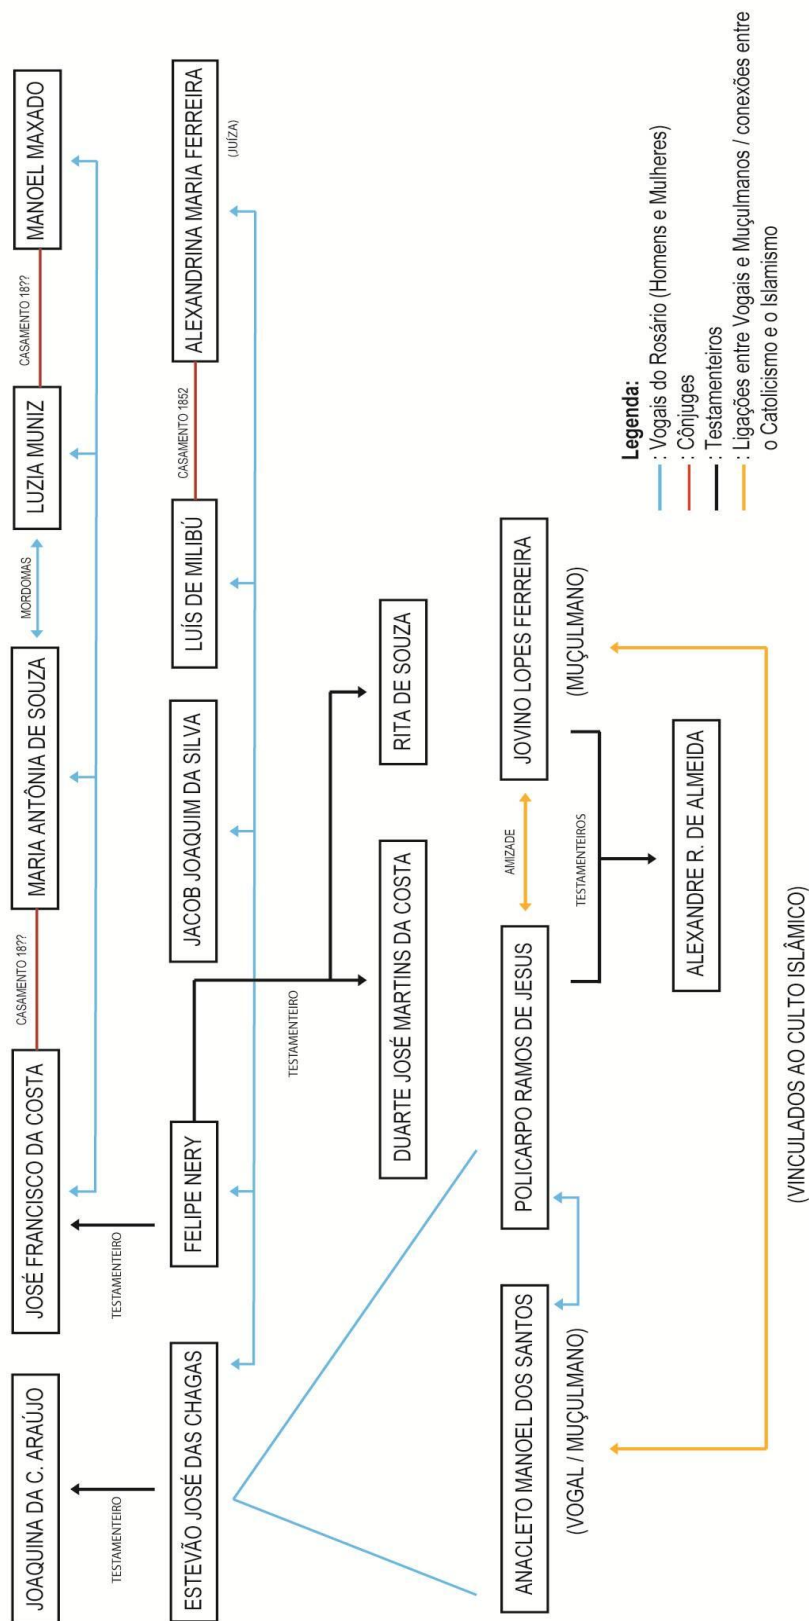 JOAQUINA DA C. ARAÚJO
JOSÉ FRANCISCO DA COSTA
CASAMENTO 18??
MARIA ANTÔNIA DE SOUZA
MORDOMAS
LUZIA MUNIZ
CASAMENTO 18??
MANOEL MAXADO
TESTAMENTEIRO
TESTAMENTEIRO
ESTEVÃO JOSÉ DAS CHAGAS
FELIPE NERY
JACOB JOAQUIM DA SILVA
LUÍS DE MILIBÚ
CASAMENTO 1852
ALEXANDRINA MARIA FERREIRA
(JUÍZA)
TESTAMENTEIRO
DUARTE JOSÉ MARTINS DA COSTA
RITA DE SOUZA
ANACLETO MANOEL DOS SANTOS
(VOGAL / MUÇULMANO)
POLICARPO RAMOS DE JESUS
AMIZADE
JOVINO LOPES FERREIRA
(MUÇULMANO)
TESTAMENTEIROS
ALEXANDRE R. DE ALMEIDA
(VINCULADOS AO CULTO ISLÂMICO)
Legenda:
: Vogais do Rosário (Homens e Mulheres)
: Cônjuges
: Testamenteiros
: Ligações entre Vogais e Muçulmanos / conexões entre
o Catolicismo e o Islamismo